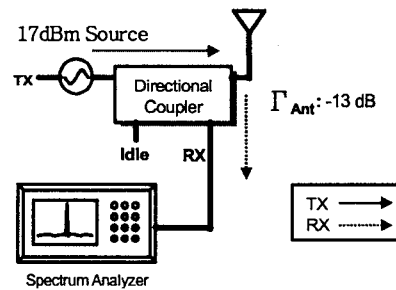 17dBm Source
TX
Directional
Coupler
Γ Ant : -13 dB
Idle
RX
TX
RX
Spectrum Analyzer